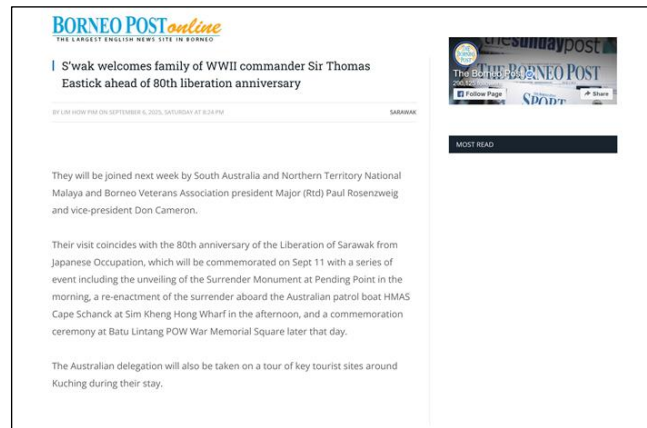 BORNEO POST online
THE LARGEST ENGLISH NEWS SITE IN BORNEO
S'wak welcomes family of WWII commander Sir Thomas
Eastick ahead of 80th liberation anniversary
BY LIM HOW PIM ON SEPTEMBER 6, 2025, SATURDAY AT 8:24 PM
SARAWAK
They will be joined next week by South Australia and Northern Territory National
Malaya and Borneo Veterans Association president Major (Rtd) Paul Rosenzweig
and vice-president Don Cameron.
Their visit coincides with the 80th anniversary of the Liberation of Sarawak from
Japanese Occupation, which will be commemorated on Sept 11 with a series of
event including the unveiling of the Surrender Monument at Pending Point in the
morning, a re-enactment of the surrender aboard the Australian patrol boat HMAS
Cape Schanck at Sim Kheng Hong Wharf in the afternoon, and a commemoration
ceremony at Batu Lintang POW War Memorial Square later that day.
The Australian delegation will also be taken on a tour of key tourist sites around
Kuching during their stay.
thesundaypost
The Borneo Post
THE BORNEO POST
Follow Page
Share
SPORT
MOST READ